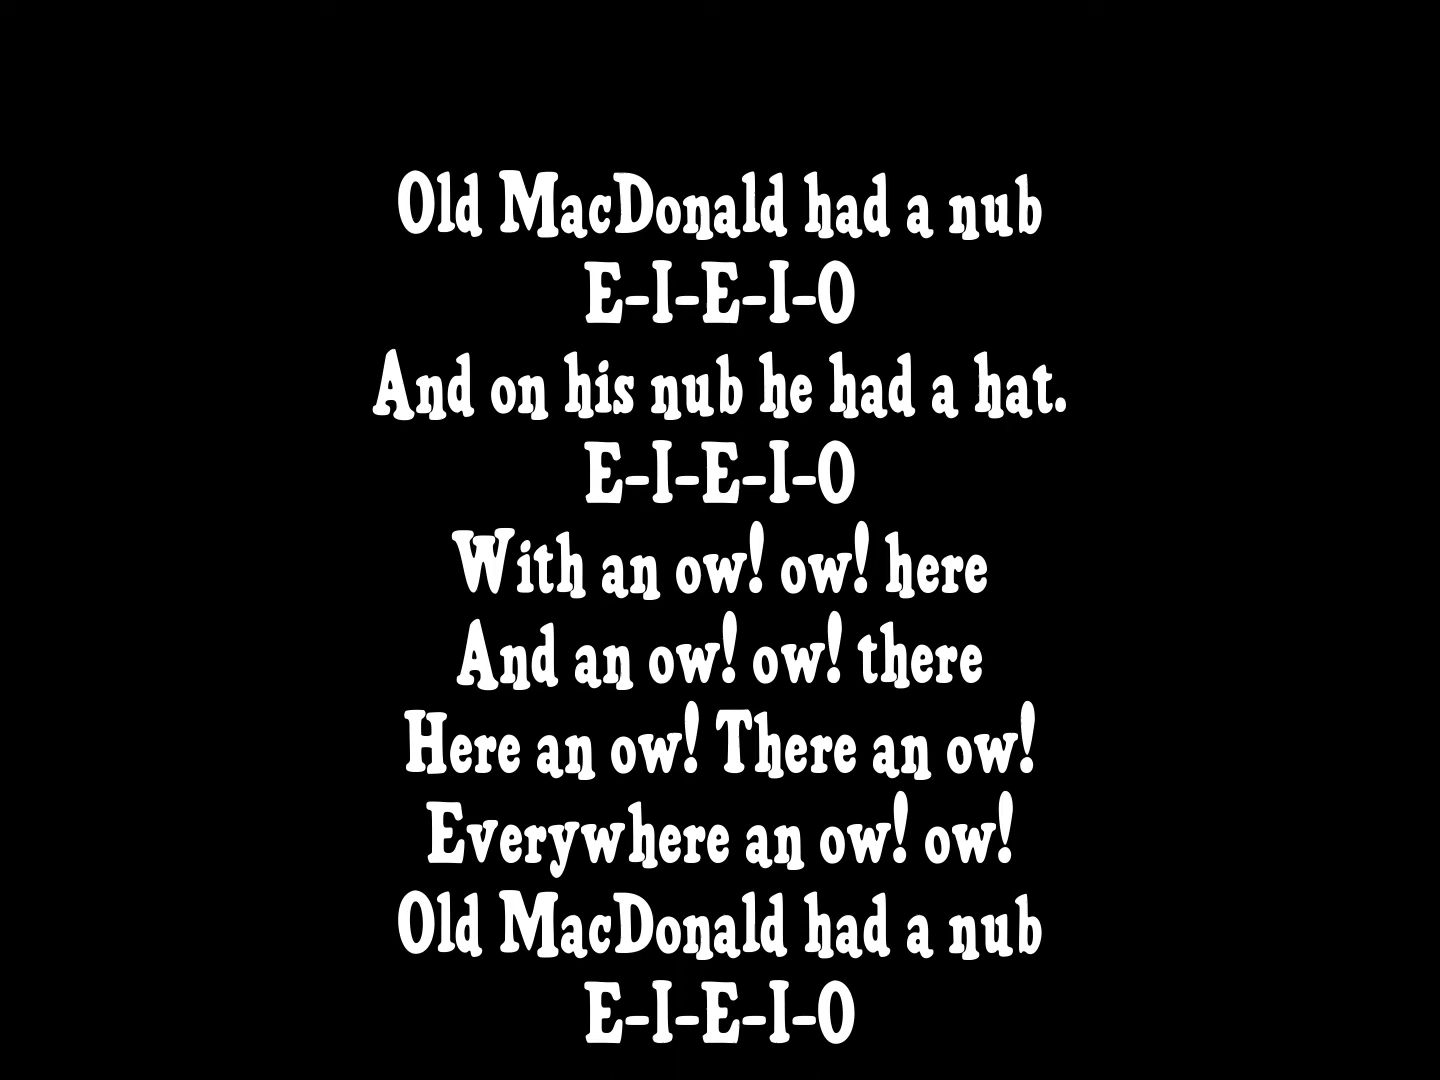 Old MacDonald had a nub
E-I-E-I-O
And on his nub he had a hat.
E-I-E-I-O
With an ow! ow! here
And an ow! ow! there
Here an ow! There an ow!
Everywhere an ow! ow!
Old MacDonald had a nub
E-I-E-I-O